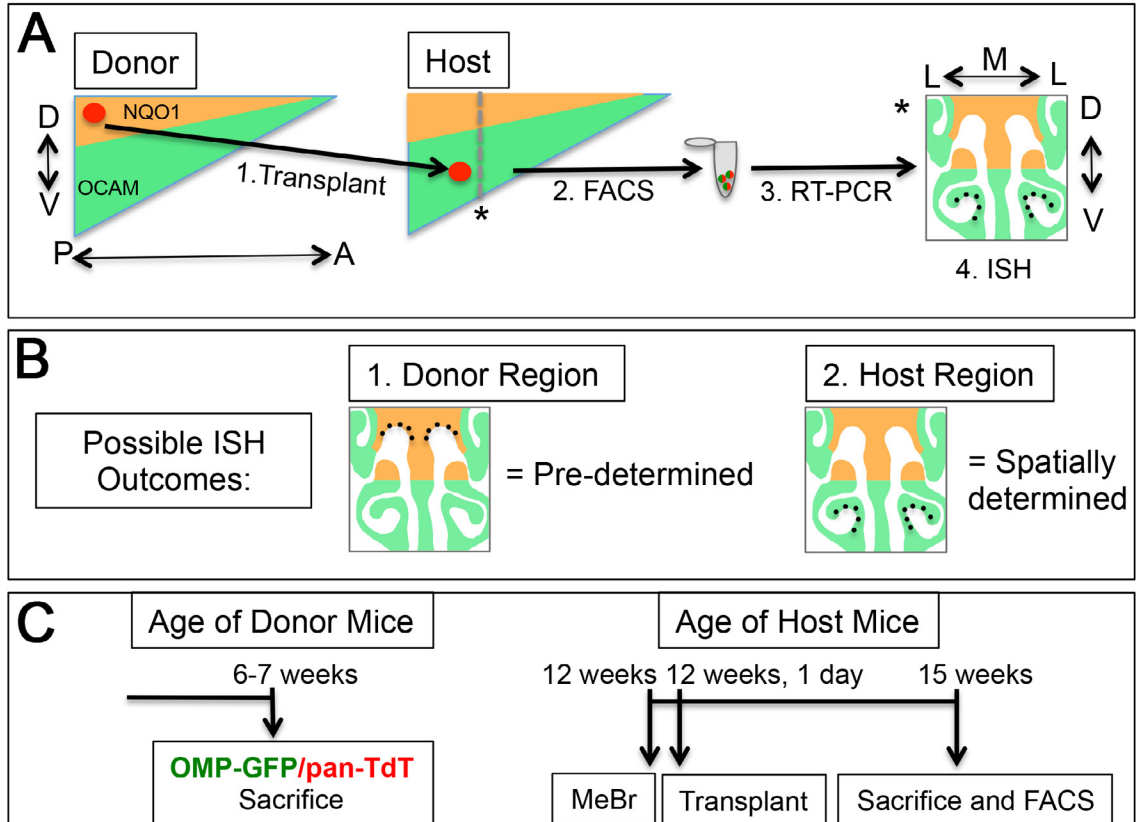 A
Donor
Host
L M L
D
NQO1
*
D
OCAM
1.Transplant
2. FACS
3. RT-PCR
V
*
V
P A
4. ISH
B
1. Donor Region
2. Host Region
Possible ISH
Outcomes:
= Pre-determined
= Spatially
determined
C
Age of Donor Mice
Age of Host Mice
6-7 weeks
12 weeks
12 weeks, 1 day
15 weeks
OMP-GFP/pan-TdT
Sacrifice
MeBr
Transplant
Sacrifice and FACS